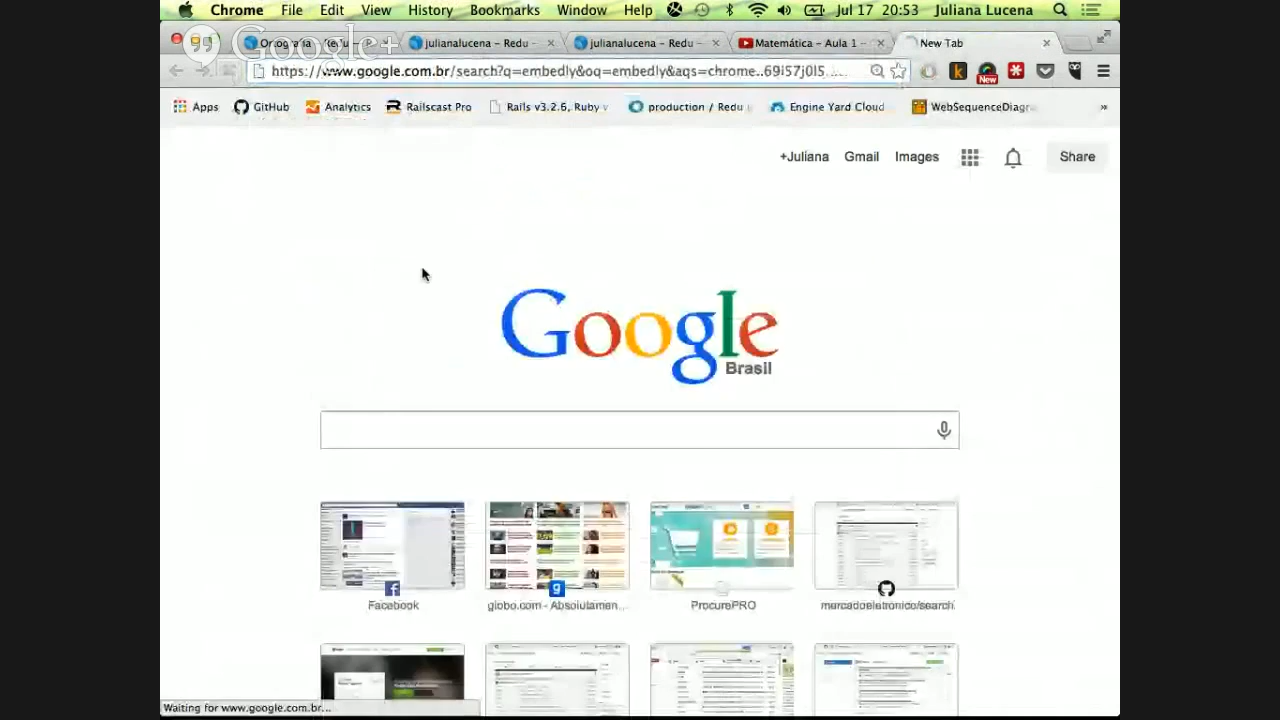 Chrome File Edit View History Bookmarks Window Help Jul 17 20:53 Juliana Lucena
Google+
julianalucena – Redu – julianalucena – Redu – Matemática – Aula 1 – New Tab
https://www.google.com.br/search?q=embedly&oq=embedly&aqs=chrome..69i57j0l5 ...
New
Apps GitHub Analytics Railscast Pro Rails v3.2.6, Ruby v production / Redu Engine Yard Cloud WebSequenceDiagra »
+Juliana Gmail Images Share
Google
Brasil
Facebook globo.com - Absolutamen... ProcurePRO mercadoeletronico/search
Waiting for www.google.com.br...